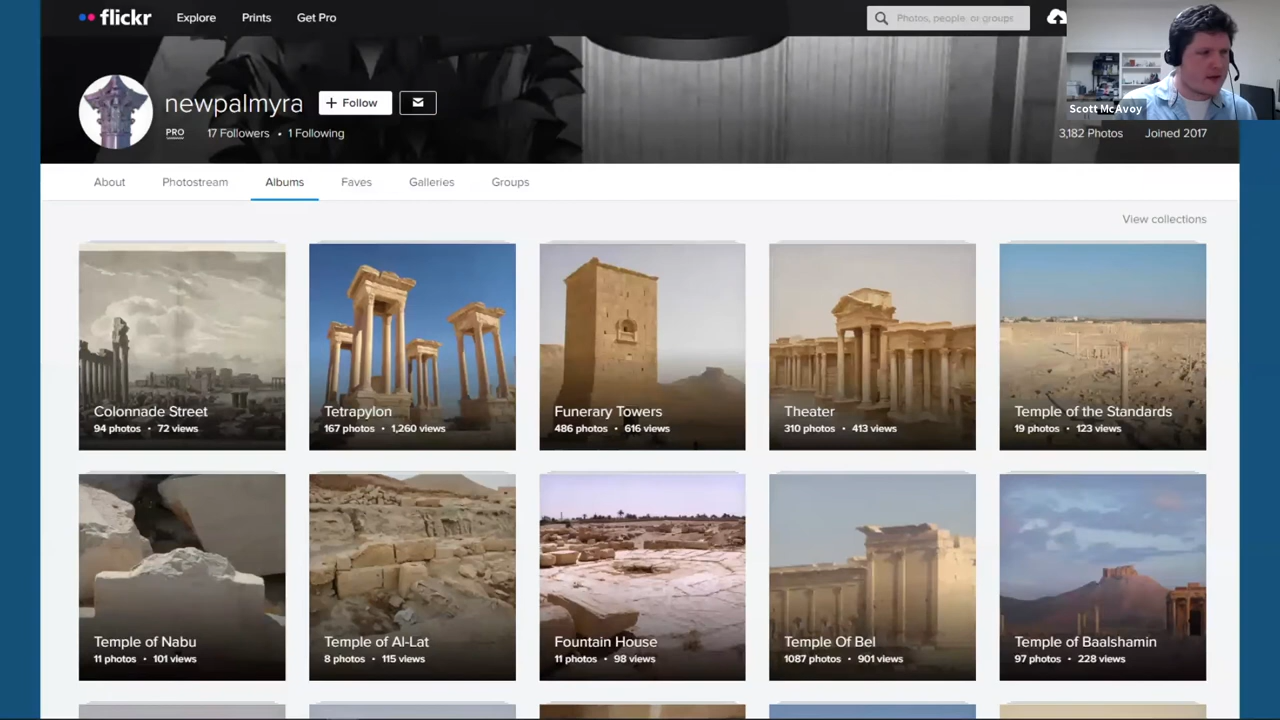 flickr Explore Prints Get Pro Photos, people, or groups
newpalmyra + Follow
Scott McAvoy
PRO 17 Followers • 1 Following 3,182 Photos Joined 2017
About Photostream Albums Faves Galleries Groups
View collections
Colonnade Street
94 photos • 72 views
Tetrapylon
167 photos • 1,260 views
Funerary Towers
486 photos • 616 views
Theater
310 photos • 413 views
Temple of the Standards
19 photos • 123 views
Temple of Nabu
11 photos • 101 views
Temple of Al-Lat
8 photos • 115 views
Fountain House
11 photos • 98 views
Temple Of Bel
1087 photos • 901 views
Temple of Baalshamin
97 photos • 228 views